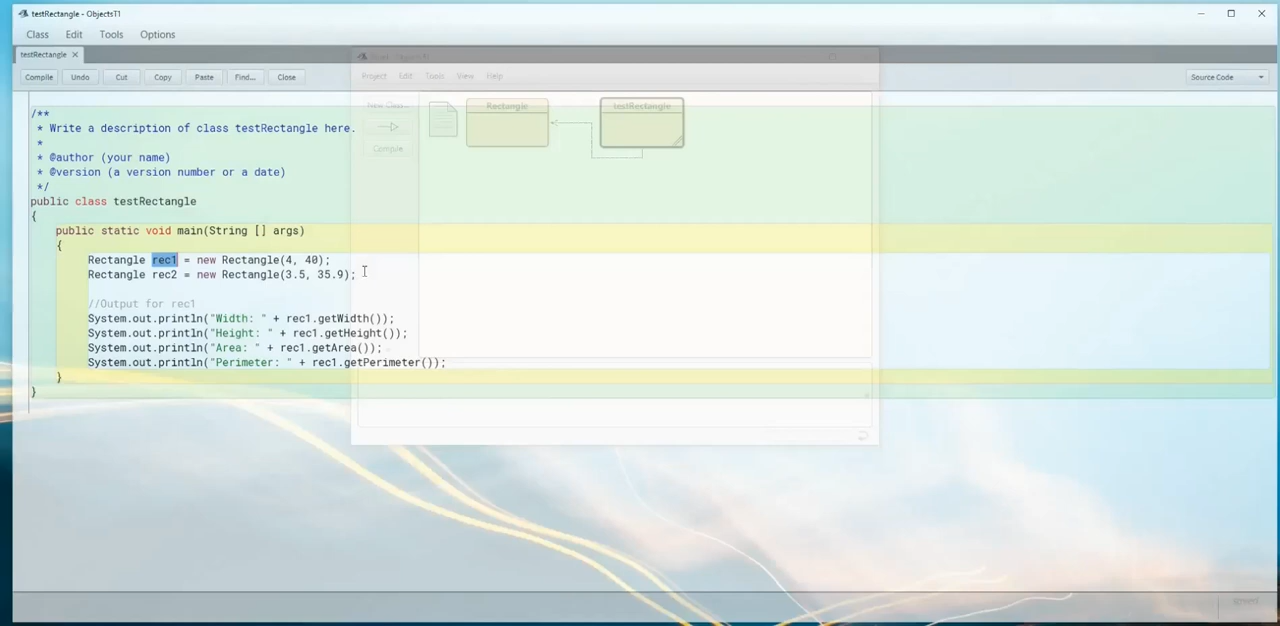 testRectangle - ObjectsT1
Class Edit Tools Options
testRectangle
Compile Undo Cut Copy Paste Find... Close Source Code
Project Edit Tools View Help
New Class...
Rectangle testRectangle
Compile
/**
* Write a description of class testRectangle here.
*
* @author (your name)
* @version (a version number or a date)
*/
public class testRectangle
{
public static void main(String [] args)
{
Rectangle rec1 = new Rectangle(4, 40);
Rectangle rec2 = new Rectangle(3.5, 35.9);
//Output for rec1
System.out.println("Width: " + rec1.getWidth());
System.out.println("Height: " + rec1.getHeight());
System.out.println("Area: " + rec1.getArea());
System.out.println("Perimeter: " + rec1.getPerimeter());
}
}
saved